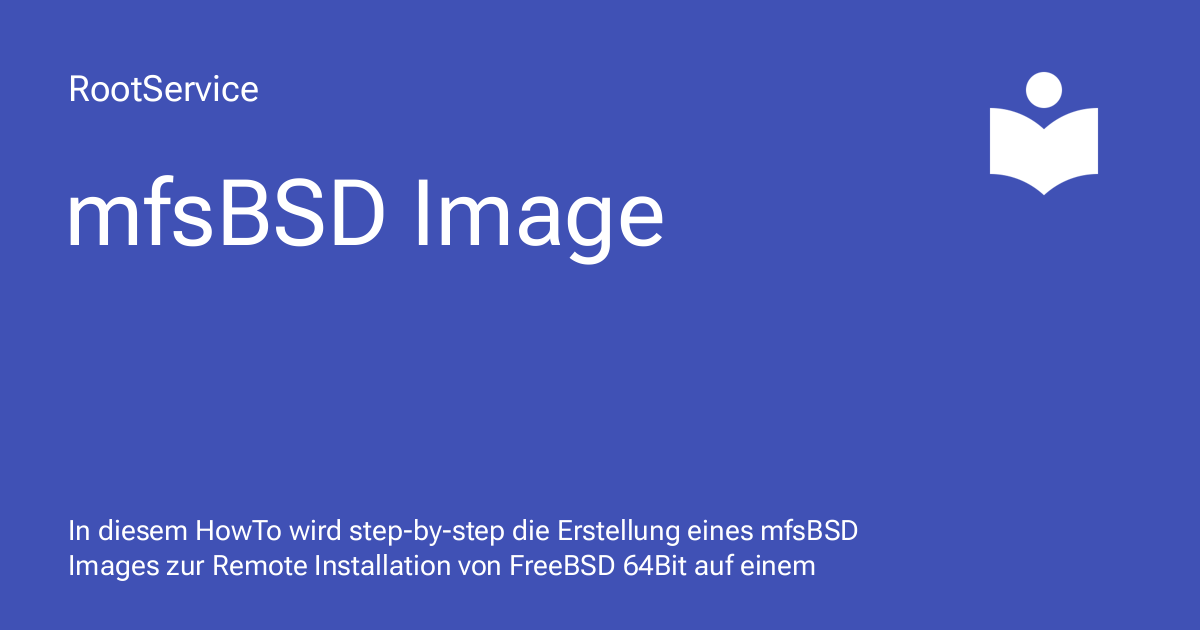 RootService
mfsBSD Image
In diesem HowTo wird step-by-step die Erstellung eines mfsBSD
Images zur Remote Installation von FreeBSD 64Bit auf einem